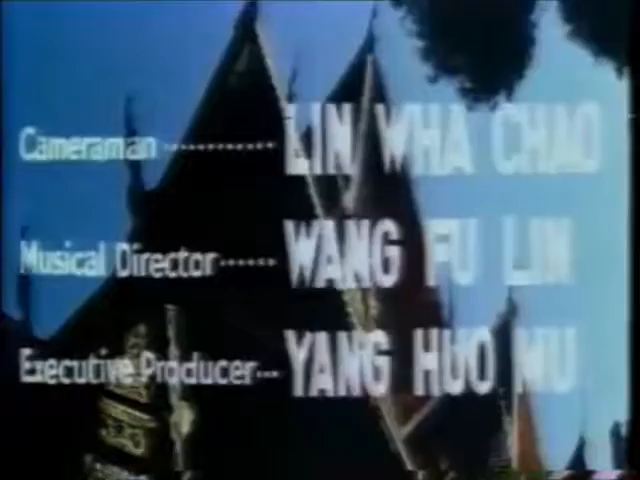 Cameraman ---------- LIN WHA CHAO
Musical Director ------ WANG FU LIN
Executive Producer -- YANG HUO MU